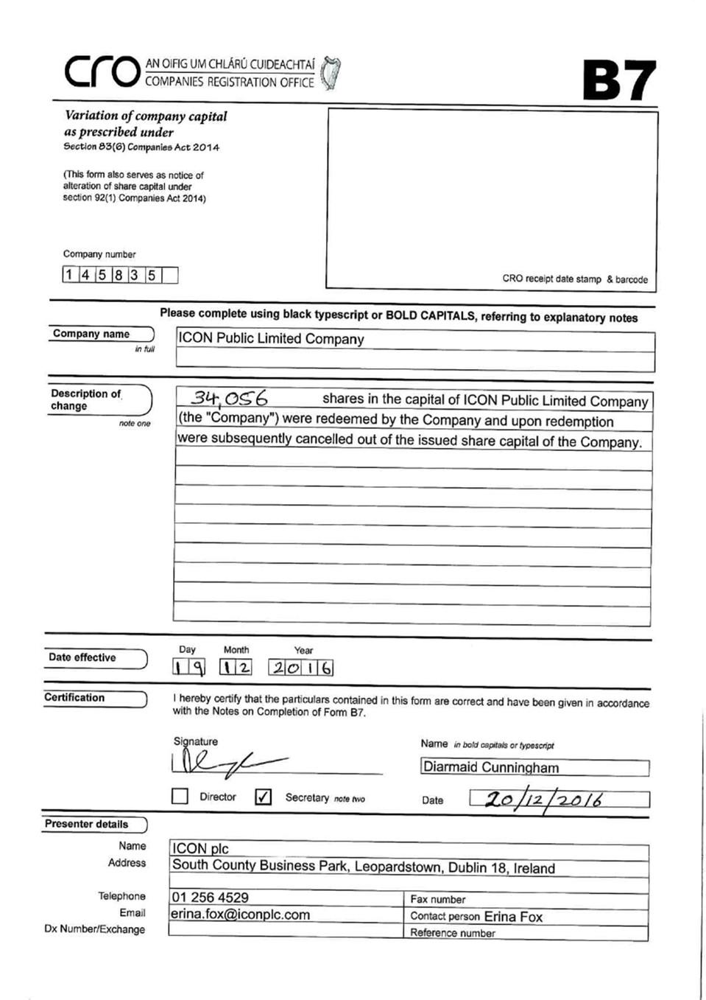 CRO AN OIFIG UM CHLÁRÚ CUIDEACHTAÍ
COMPANIES REGISTRATION OFFICE
B7
Variation of company capital
as prescribed under
Section 83(6) Companies Act 2014
(This form also serves as notice of
alteration of share capital under
section 92(1) Companies Act 2014)
Company number
145835
CRO receipt date stamp & barcode
Please complete using black typescript or BOLD CAPITALS, referring to explanatory notes
Company name
in full
ICON Public Limited Company
Description of
change
note one
34,056 shares in the capital of ICON Public Limited Company
(the "Company") were redeemed by the Company and upon redemption
were subsequently cancelled out of the issued share capital of the Company.
Date effective
Day Month Year
19 12 2016
Certification
I hereby certify that the particulars contained in this form are correct and have been given in accordance
with the Notes on Completion of Form B7.
Signature
Name in bold capitals or typescript
Diarmaid Cunningham
Director ✓ Secretary note two
Date 20/12/2016
Presenter details
Name ICON plc
Address South County Business Park, Leopardstown, Dublin 18, Ireland
Telephone 01 256 4529 Fax number
Email erina.fox@iconplc.com Contact person Erina Fox
Dx Number/Exchange Reference number